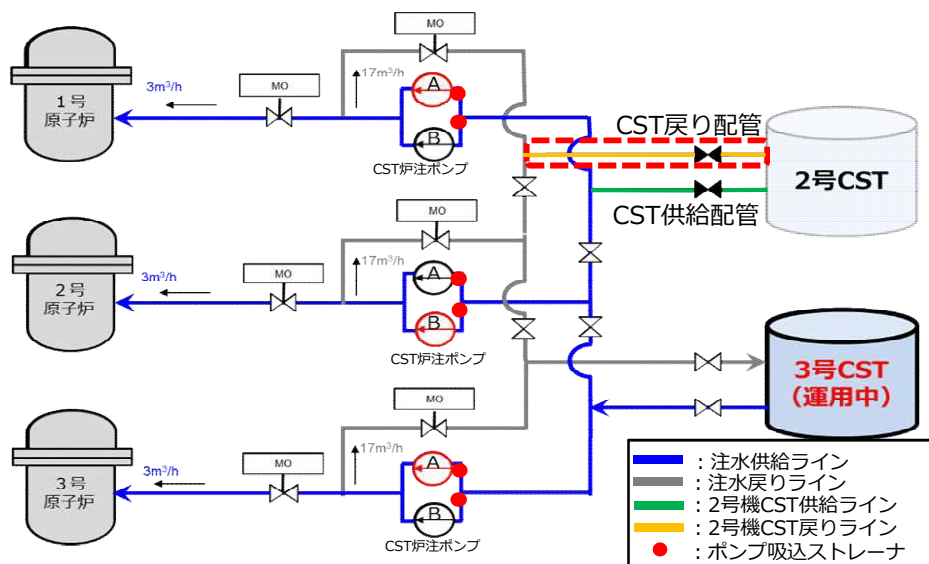 MO
17m³/h
3m³/h
MO
1号
原子炉
A
B
CST炉注ポンプ
CST戻り配管
2号CST
CST供給配管
MO
17m³/h
3m³/h
MO
2号
原子炉
A
B
CST炉注ポンプ
3号CST
(運用中)
MO
17m³/h
3m³/h
MO
3号
原子炉
A
B
CST炉注ポンプ
：注水供給ライン
：注水戻りライン
：2号機CST供給ライン
：2号機CST戻りライン
：ポンプ吸込ストレーナ